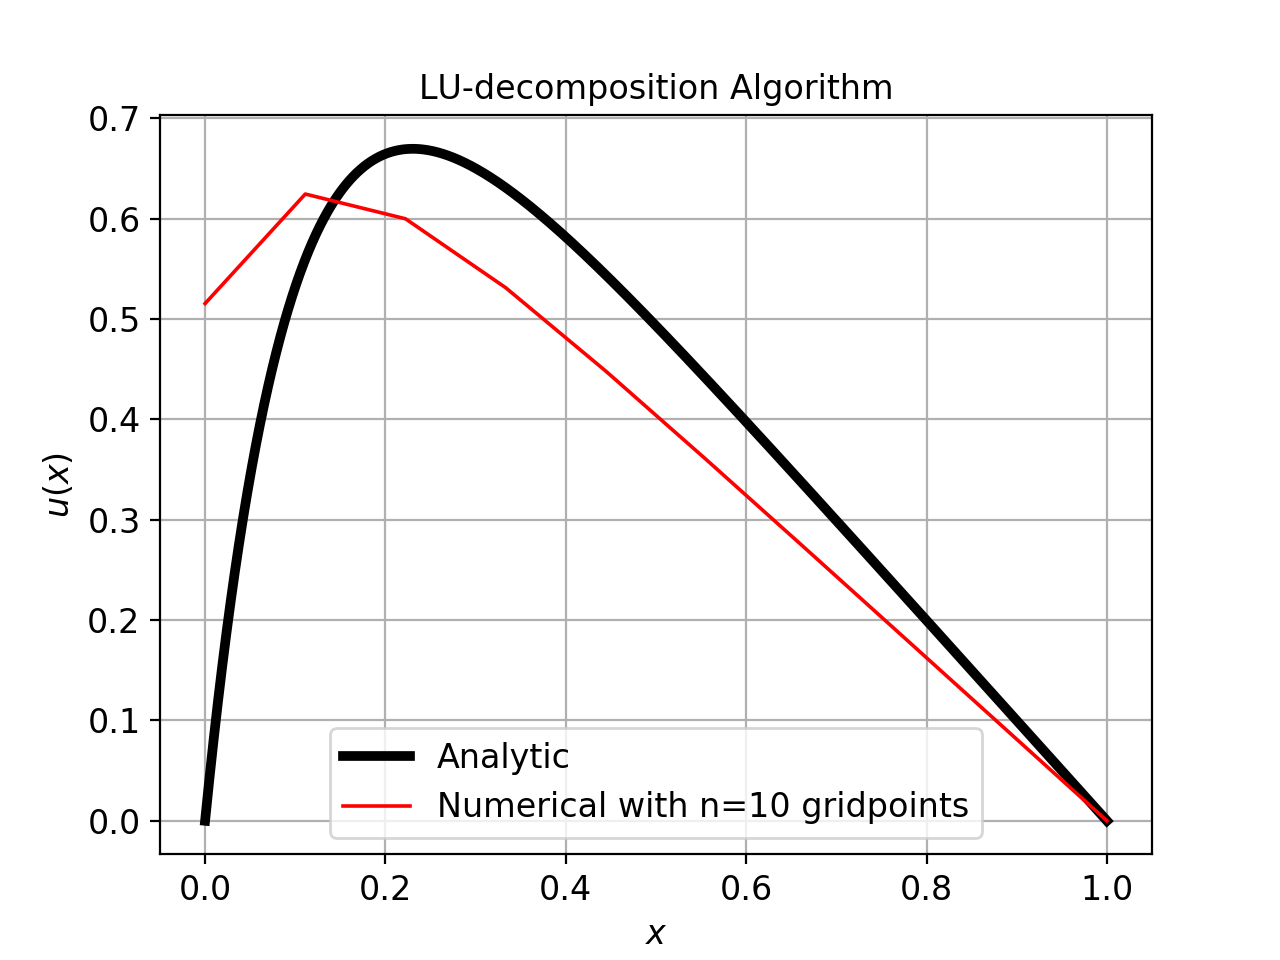 LU-decomposition Algorithm
0.7
0.6
0.5
0.4
0.3
0.2
0.1
0.0
u(x)
Analytic
Numerical with n=10 gridpoints
0.0 0.2 0.4 0.6 0.8 1.0
x